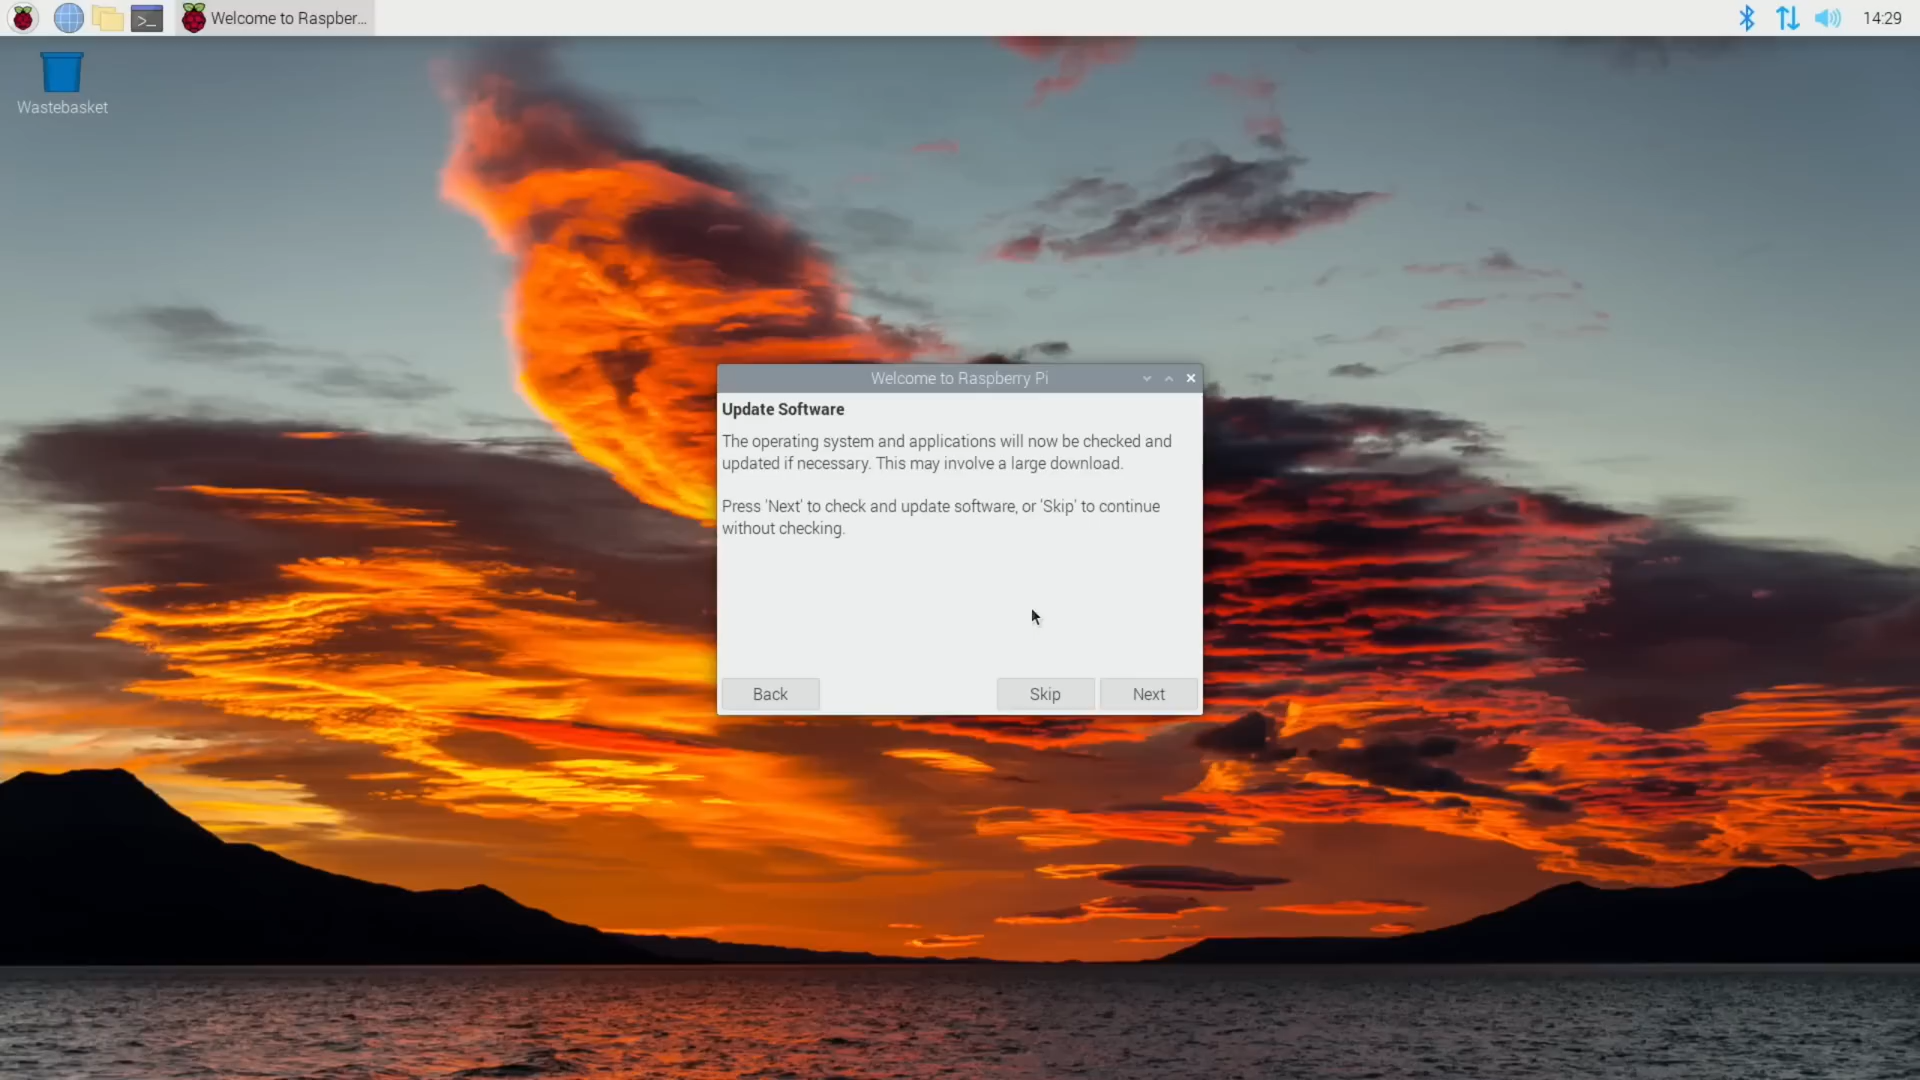 Welcome to Raspber...
14:29
Wastebasket
Welcome to Raspberry Pi
Update Software
The operating system and applications will now be checked and
updated if necessary. This may involve a large download.
Press 'Next' to check and update software, or 'Skip' to continue
without checking.
Back
Skip
Next